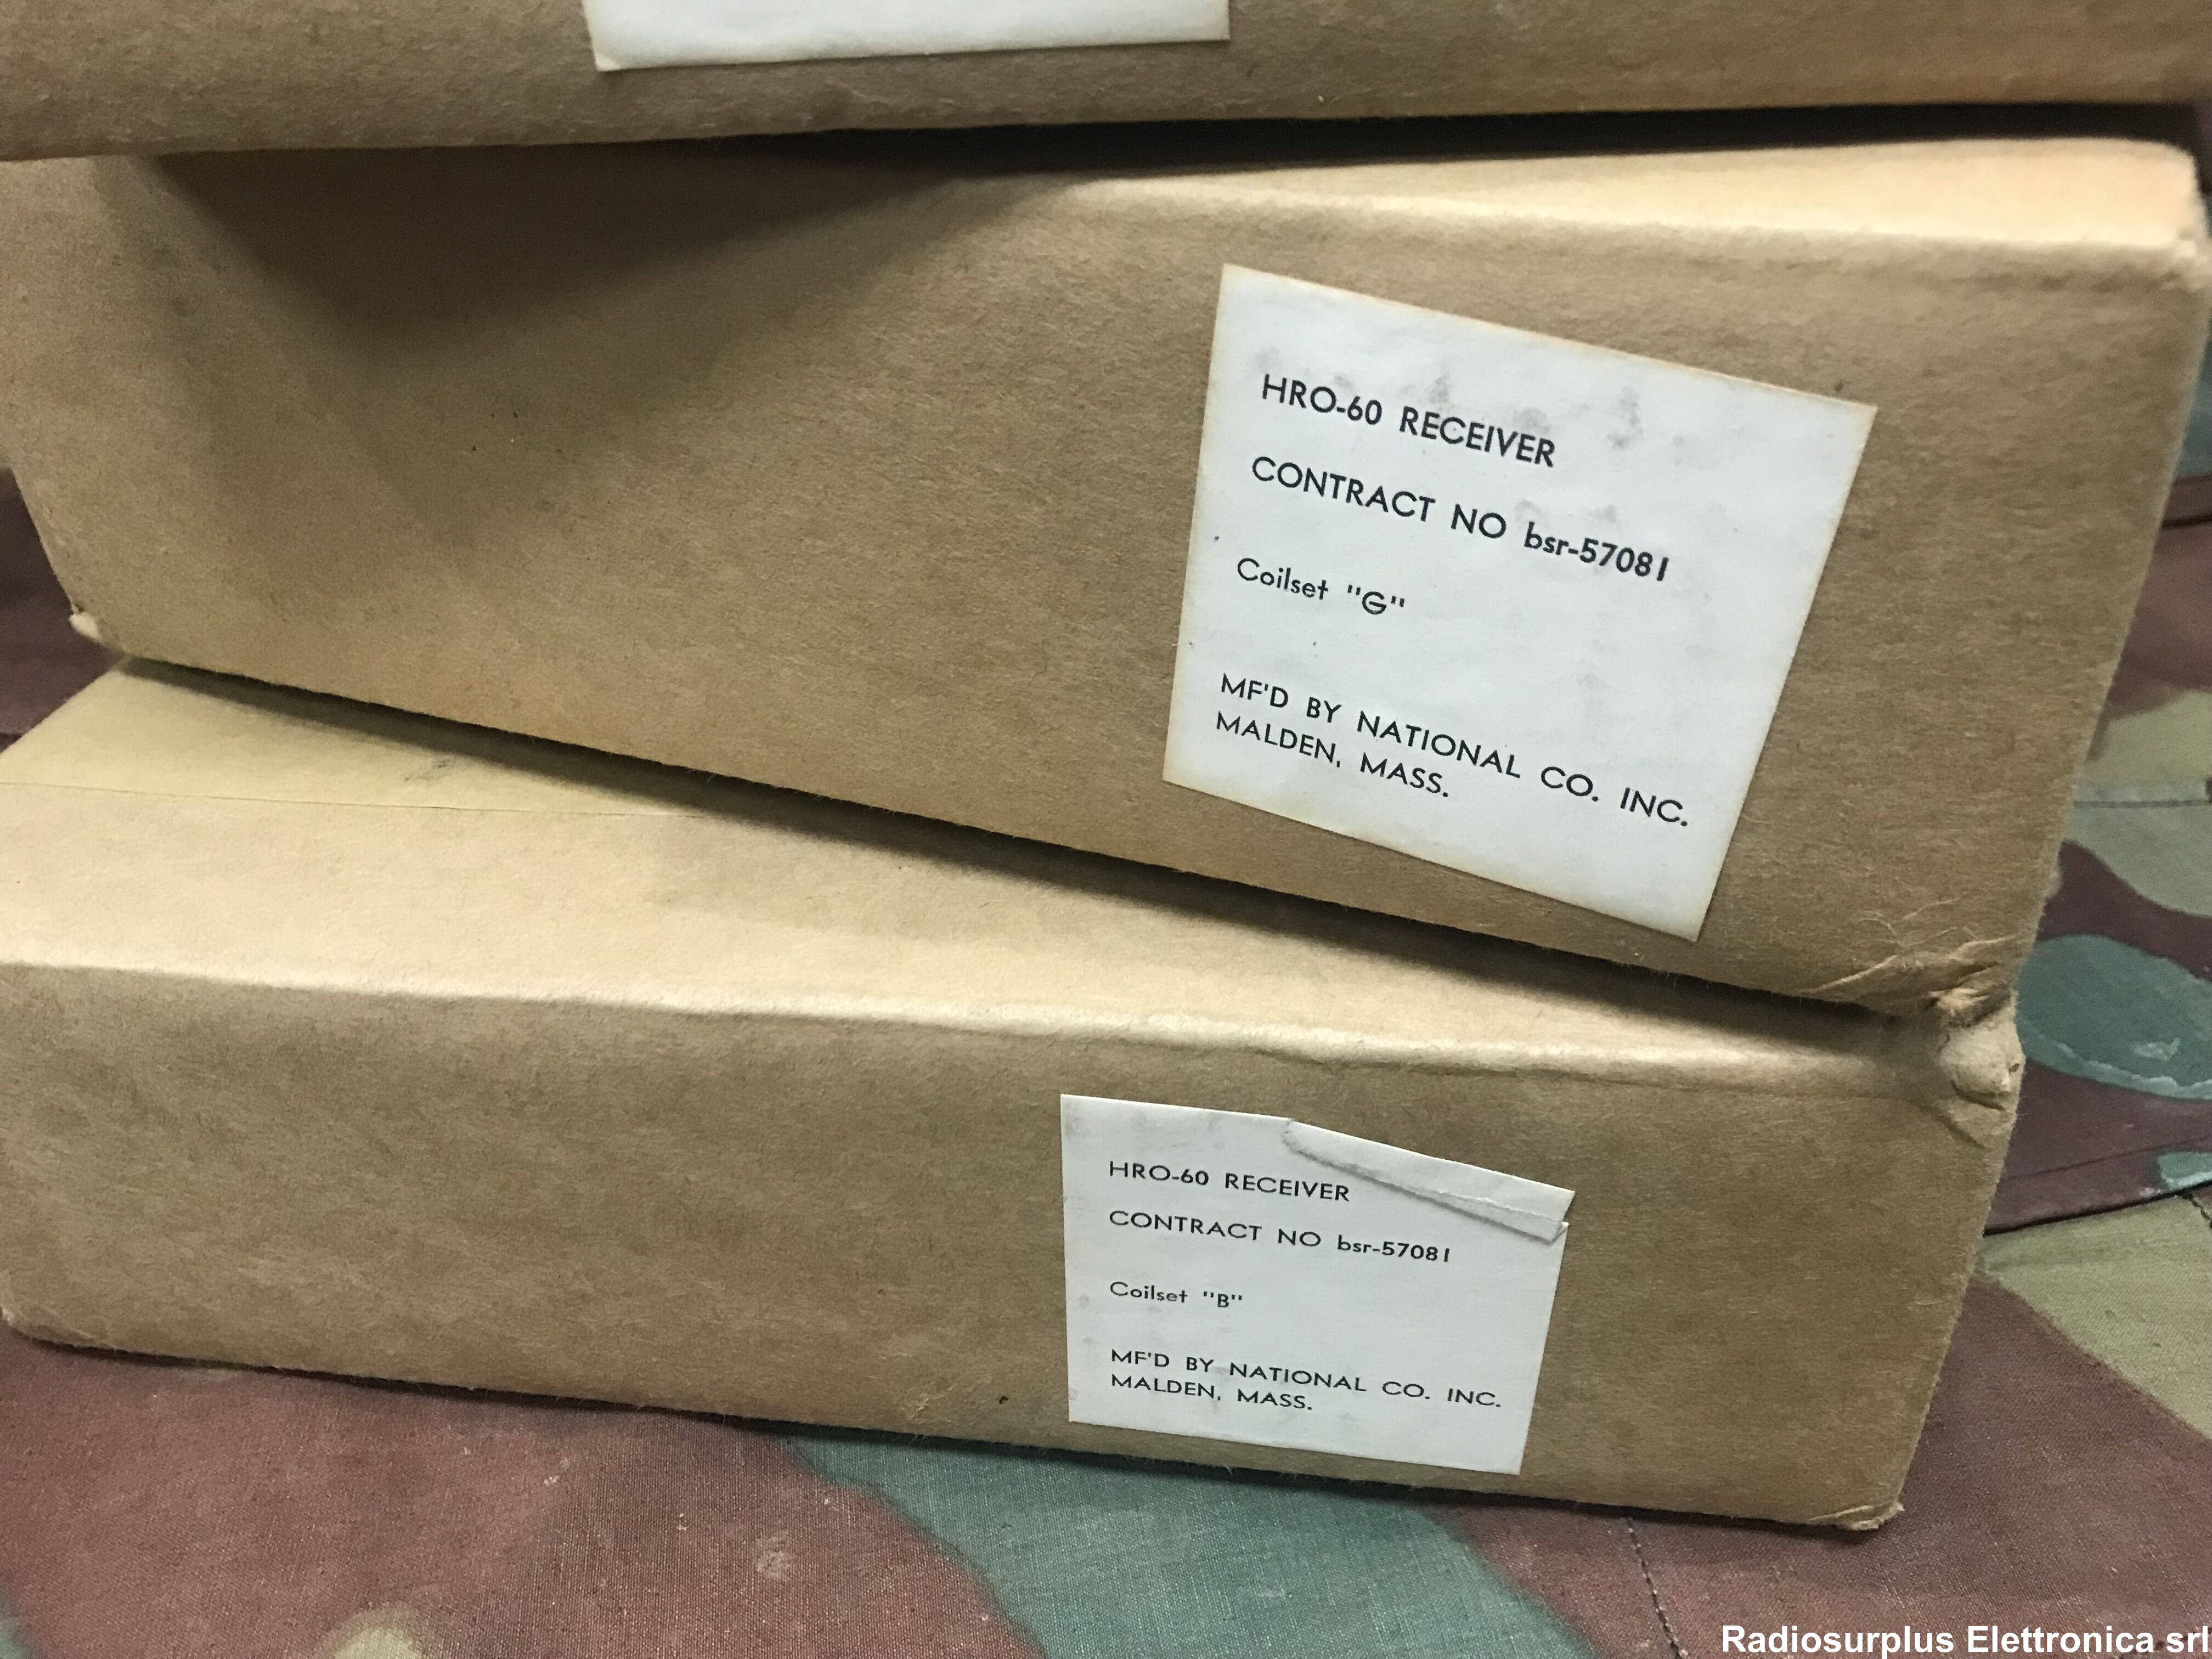 HRO-60 RECEIVER
CONTRACT NO bsr-57081
Coilset "G"
MF'D BY NATIONAL CO. INC.
MALDEN, MASS.
HRO-60 RECEIVER
CONTRACT NO bsr-57081
Coilset "B"
MF'D BY NATIONAL CO. INC.
MALDEN, MASS.
Radiosurplus Elettronica srl